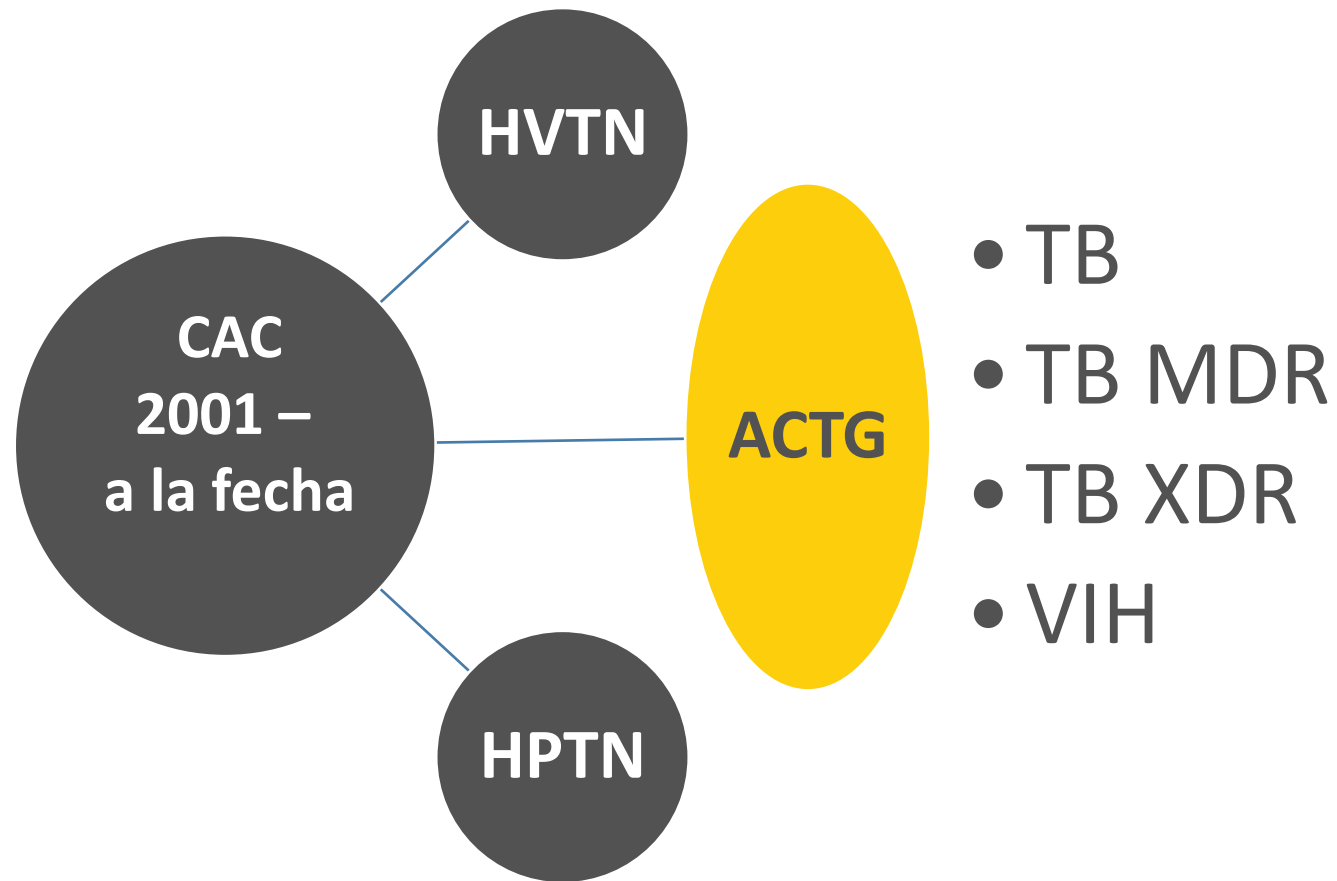 HVTN
CAC
2001 –
a la fecha
ACTG
HPTN
• TB
• TB MDR
• TB XDR
• VIH